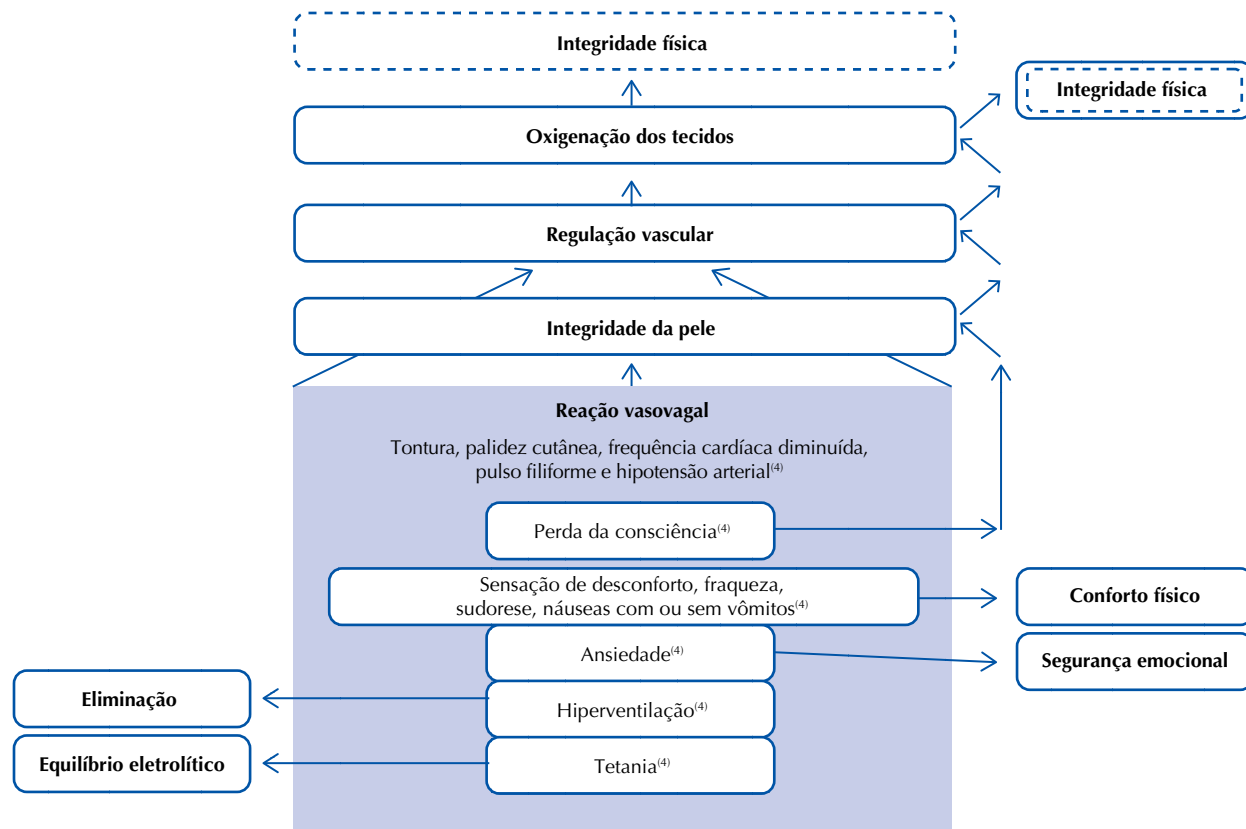 Integridade física
Integridade física
Oxigenação dos tecidos
Regulação vascular
Integridade da pele
Reação vasovagal
Tontura, palidez cutânea, frequência cardíaca diminuída,
pulso filiforme e hipotensão arterial(4)
Perda da consciência(4)
Sensação de desconforto, fraqueza,
sudorese, náuseas com ou sem vômitos(4)
Conforto físico
Ansiedade(4)
Segurança emocional
Eliminação
Hiperventilação(4)
Equilíbrio eletrolítico
Tetania(4)